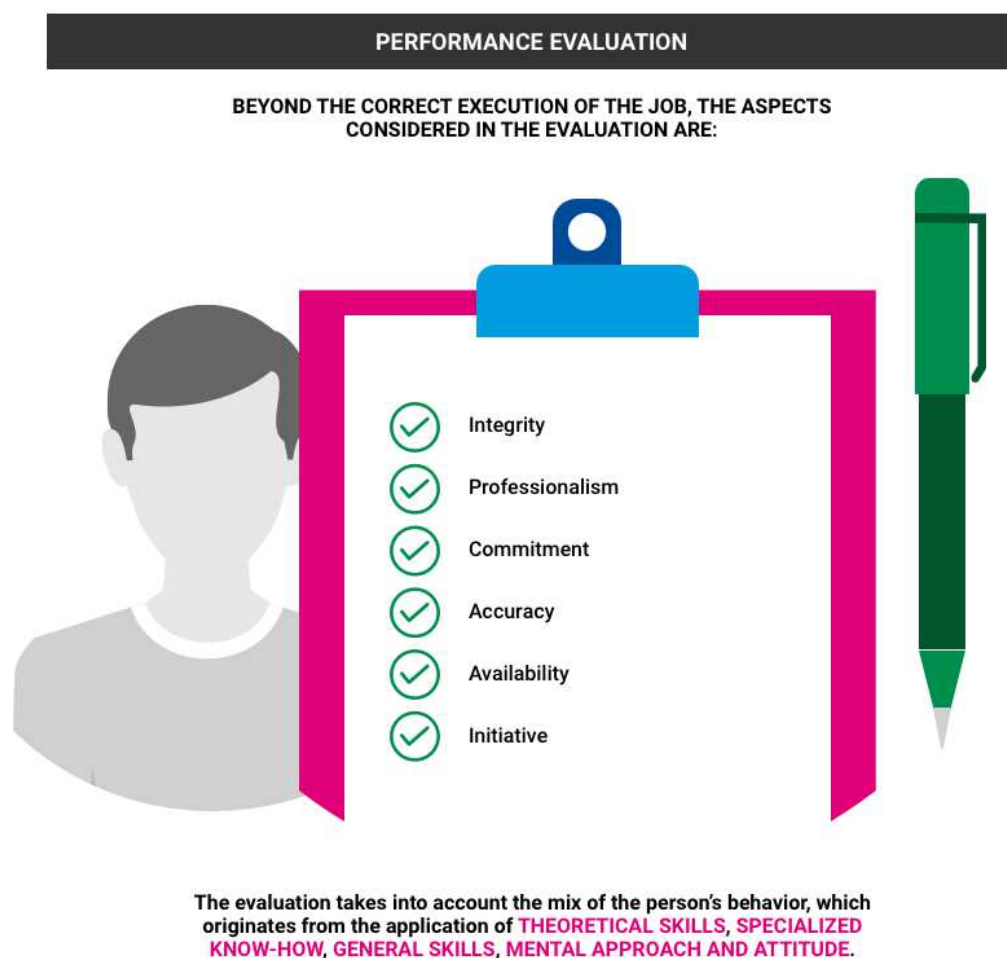 PERFORMANCE EVALUATION
BEYOND THE CORRECT EXECUTION OF THE JOB, THE ASPECTS
CONSIDERED IN THE EVALUATION ARE:
Integrity
Professionalism
Commitment
Accuracy
Availability
Initiative
The evaluation takes into account the mix of the person’s behavior, which
originates from the application of THEORETICAL SKILLS, SPECIALIZED
KNOW-HOW, GENERAL SKILLS, MENTAL APPROACH AND ATTITUDE.